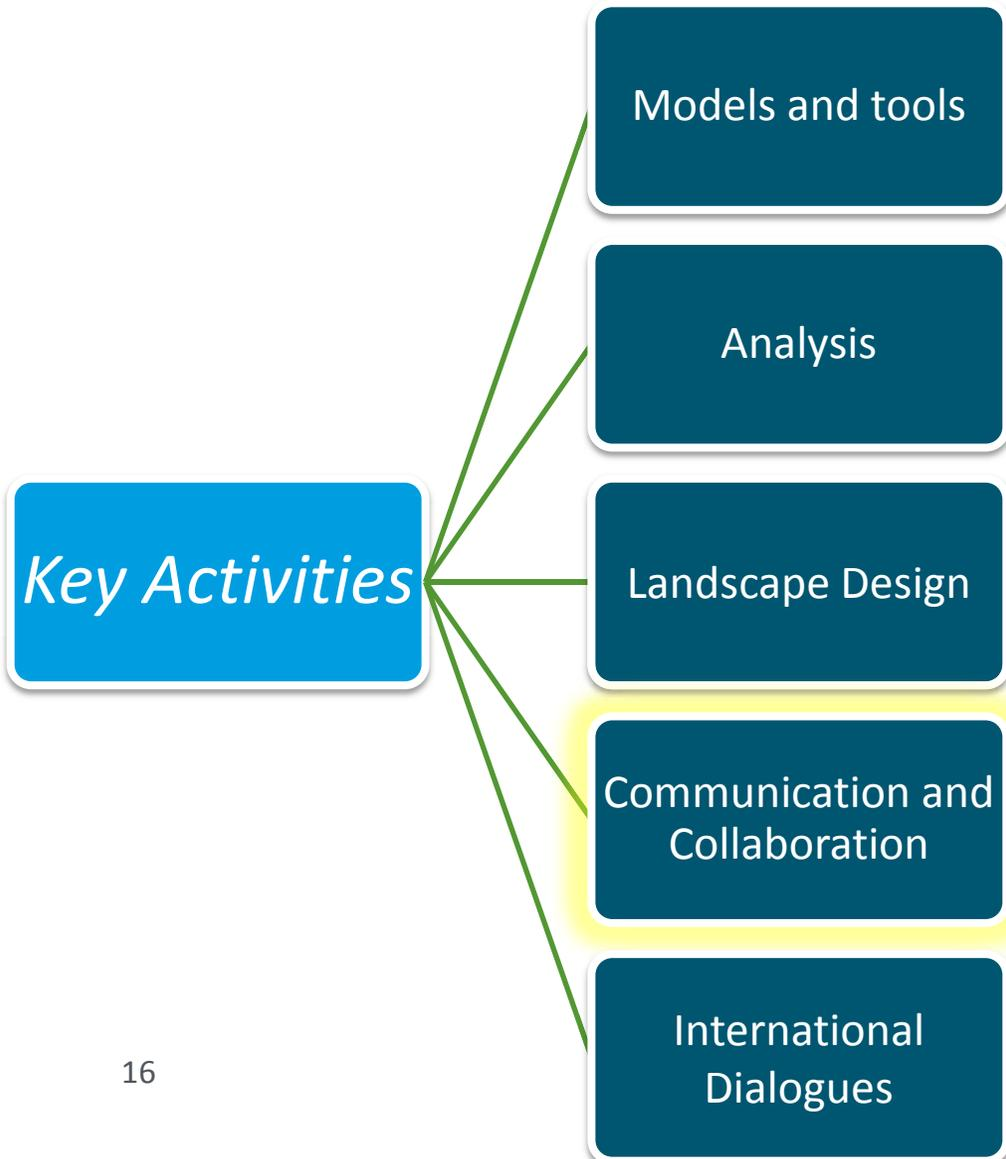 Models and tools
Analysis
Key Activities
Landscape Design
Communication and
Collaboration
International
Dialogues
16